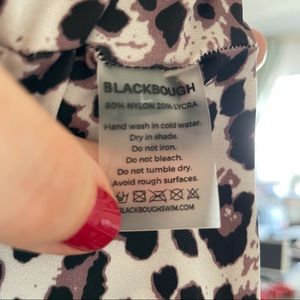 BLACKBOUGH
80% NYLON 20% LYCRA
Hand wash in cold water.
Dry in shade.
Do not iron.
Do not bleach.
Do not tumble dry.
Avoid rough surfaces.
BLACKBOUGHSWIM.COM